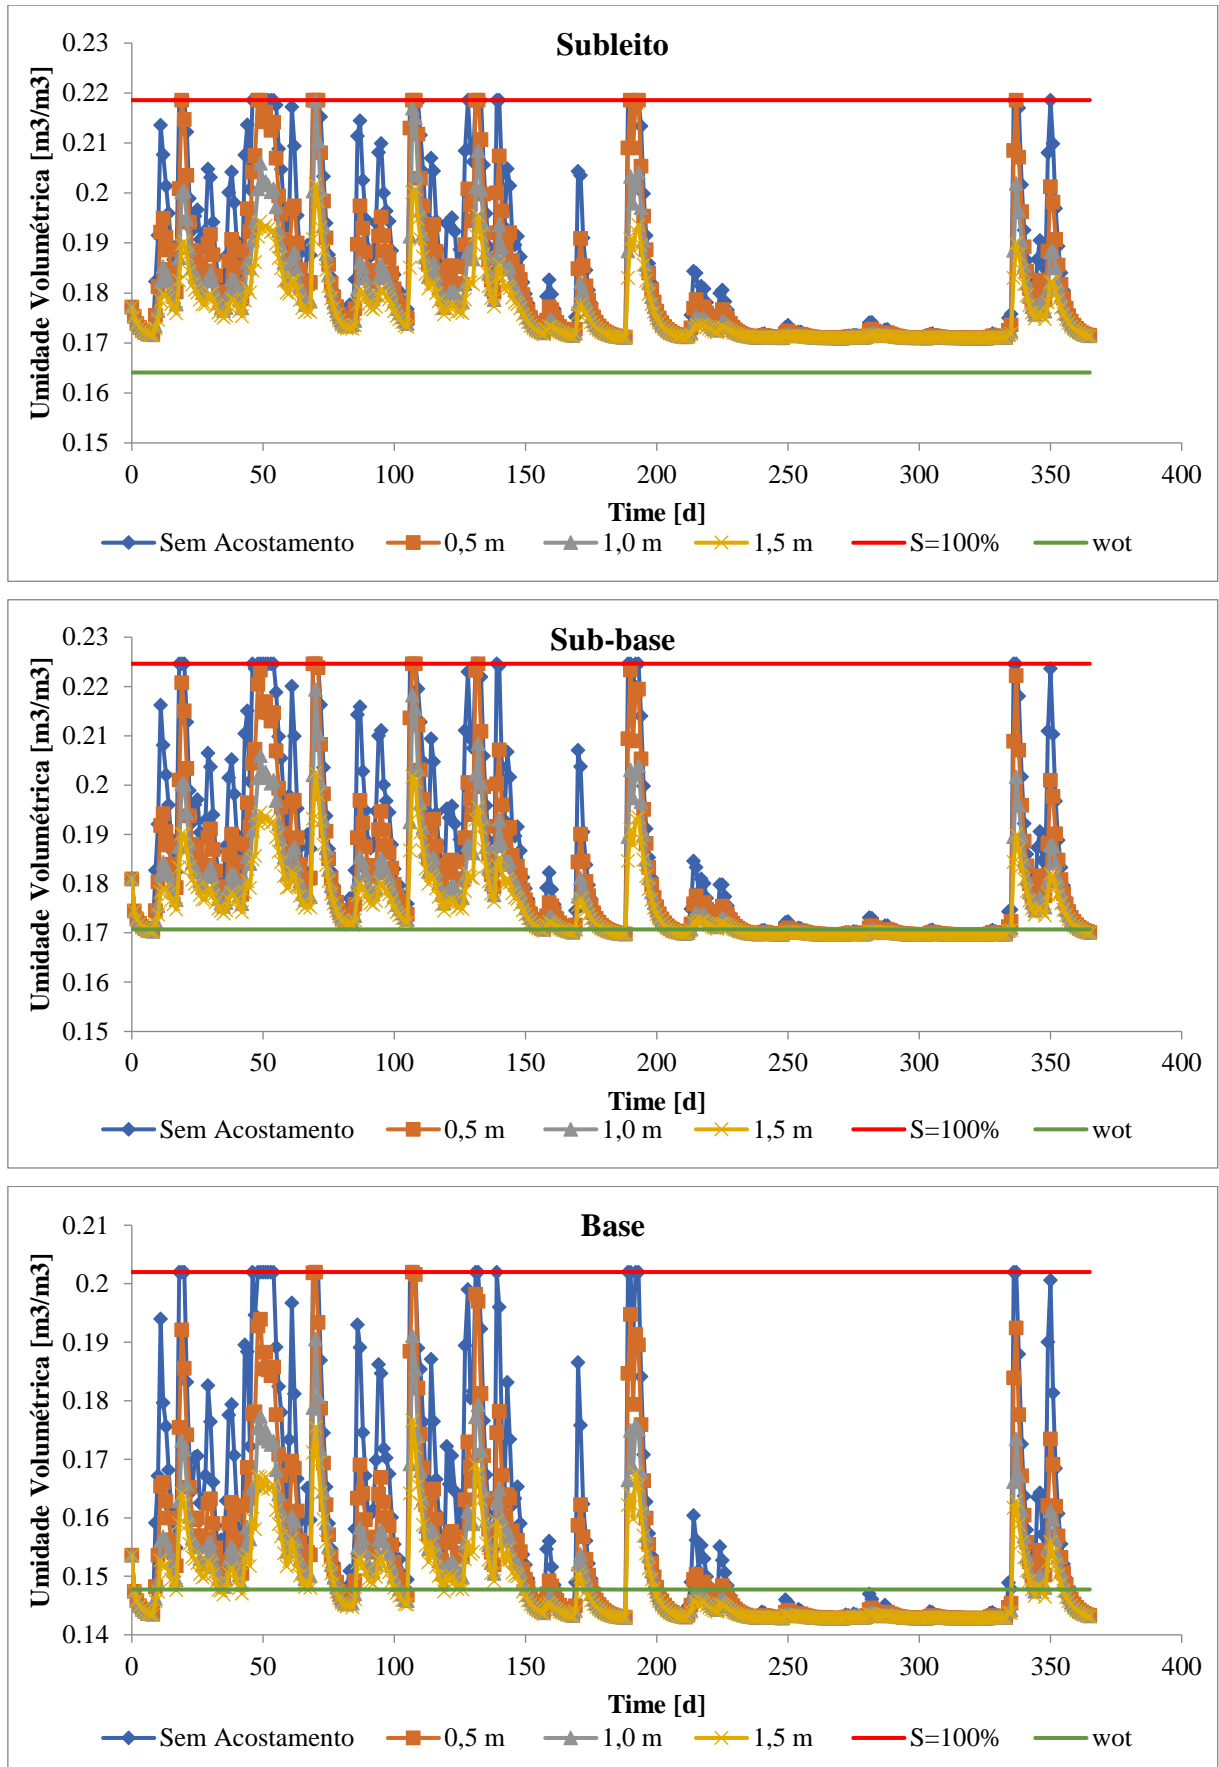 Subleito
Umidade Volumétrica [m3/m3]
0.23
0.22
0.21
0.2
0.19
0.18
0.17
0.16
0.15
0 50 100 150 200 250 300 350 400
Time [d]
Sem Acostamento 0,5 m 1,0 m 1,5 m S=100% wot
Sub-base
Umidade Volumétrica [m3/m3]
0.23
0.22
0.21
0.2
0.19
0.18
0.17
0.16
0.15
0 50 100 150 200 250 300 350 400
Time [d]
Sem Acostamento 0,5 m 1,0 m 1,5 m S=100% wot
Base
Umidade Volumétrica [m3/m3]
0.21
0.2
0.19
0.18
0.17
0.16
0.15
0.14
0 50 100 150 200 250 300 350 400
Time [d]
Sem Acostamento 0,5 m 1,0 m 1,5 m S=100% wot